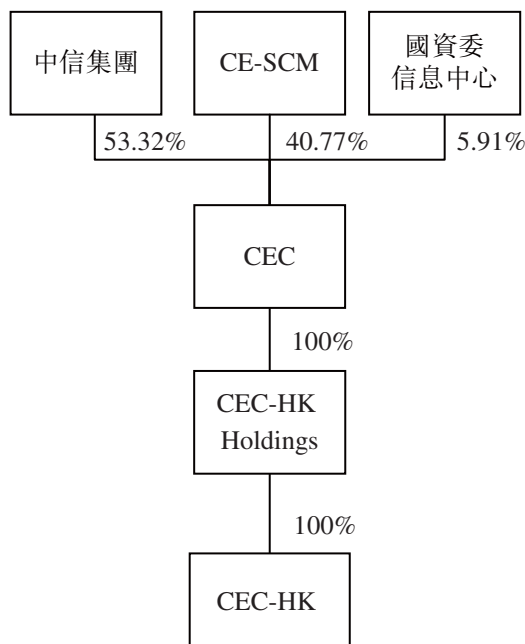 中信集團
CE-SCM
國資委
信息中心
53.32%
40.77%
5.91%
CEC
100%
CEC-HK
Holdings
100%
CEC-HK